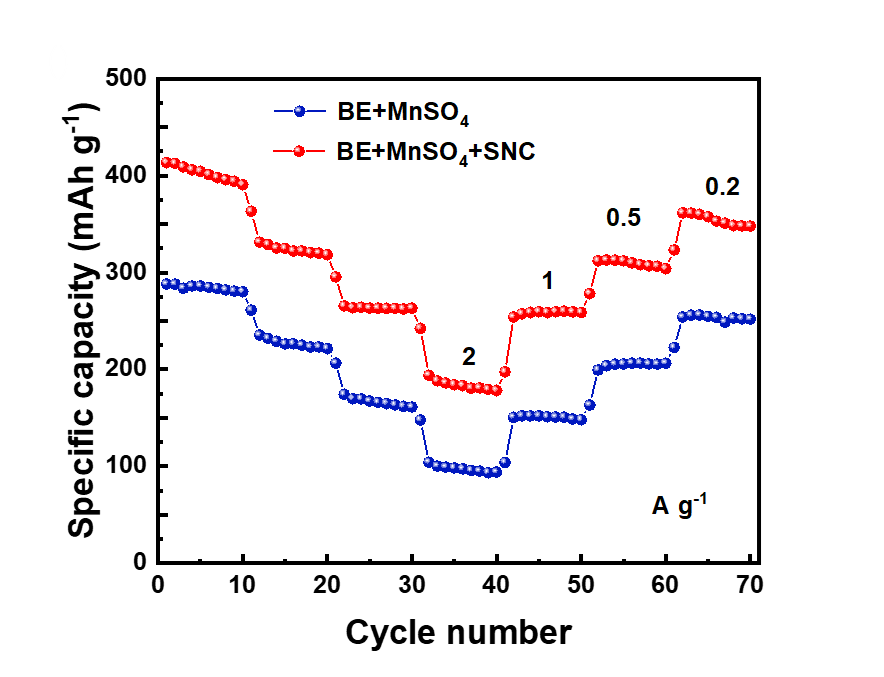 500
400
300
200
100
0
0 10 20 30 40 50 60 70
Specific capacity (mAh g⁻¹)
Cycle number
BE+MnSO₄
BE+MnSO₄+SNC
2
1
0.5
0.2
A g⁻¹